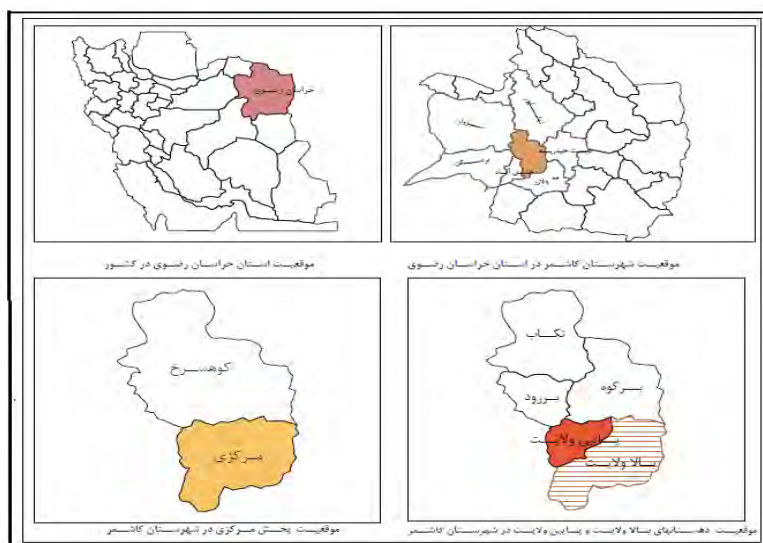 خراسان رضوی
موقعیت استان خراسان رضوی در کشور
موقعیت شهرستان کاشمر در استان خراسان رضوی
کوهسرخ
مرکزی
موقعیت بخش مرکزی در شهرستان کاشمر
تکاب
برکوه
بررود
پایین ولایت
بالا ولایت
موقعیت دهستانهای بالا ولایت و پایین ولایت در شهرستان کاشمر